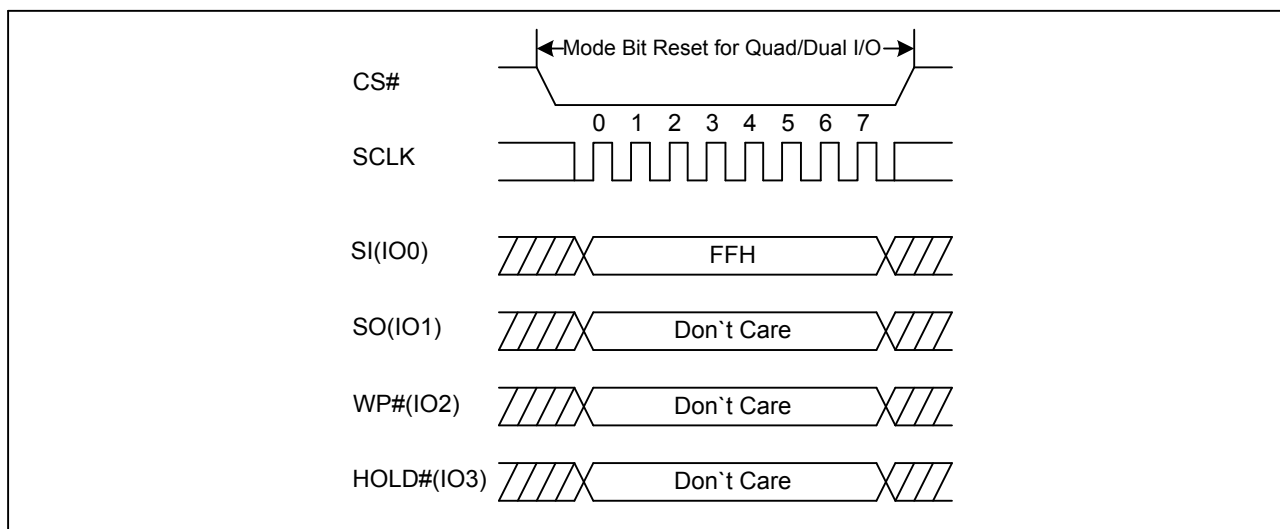 Mode Bit Reset for Quad/Dual I/O
CS#
0 1 2 3 4 5 6 7
SCLK
SI(IO0) FFH
SO(IO1) Don`t Care
WP#(IO2) Don`t Care
HOLD#(IO3) Don`t Care